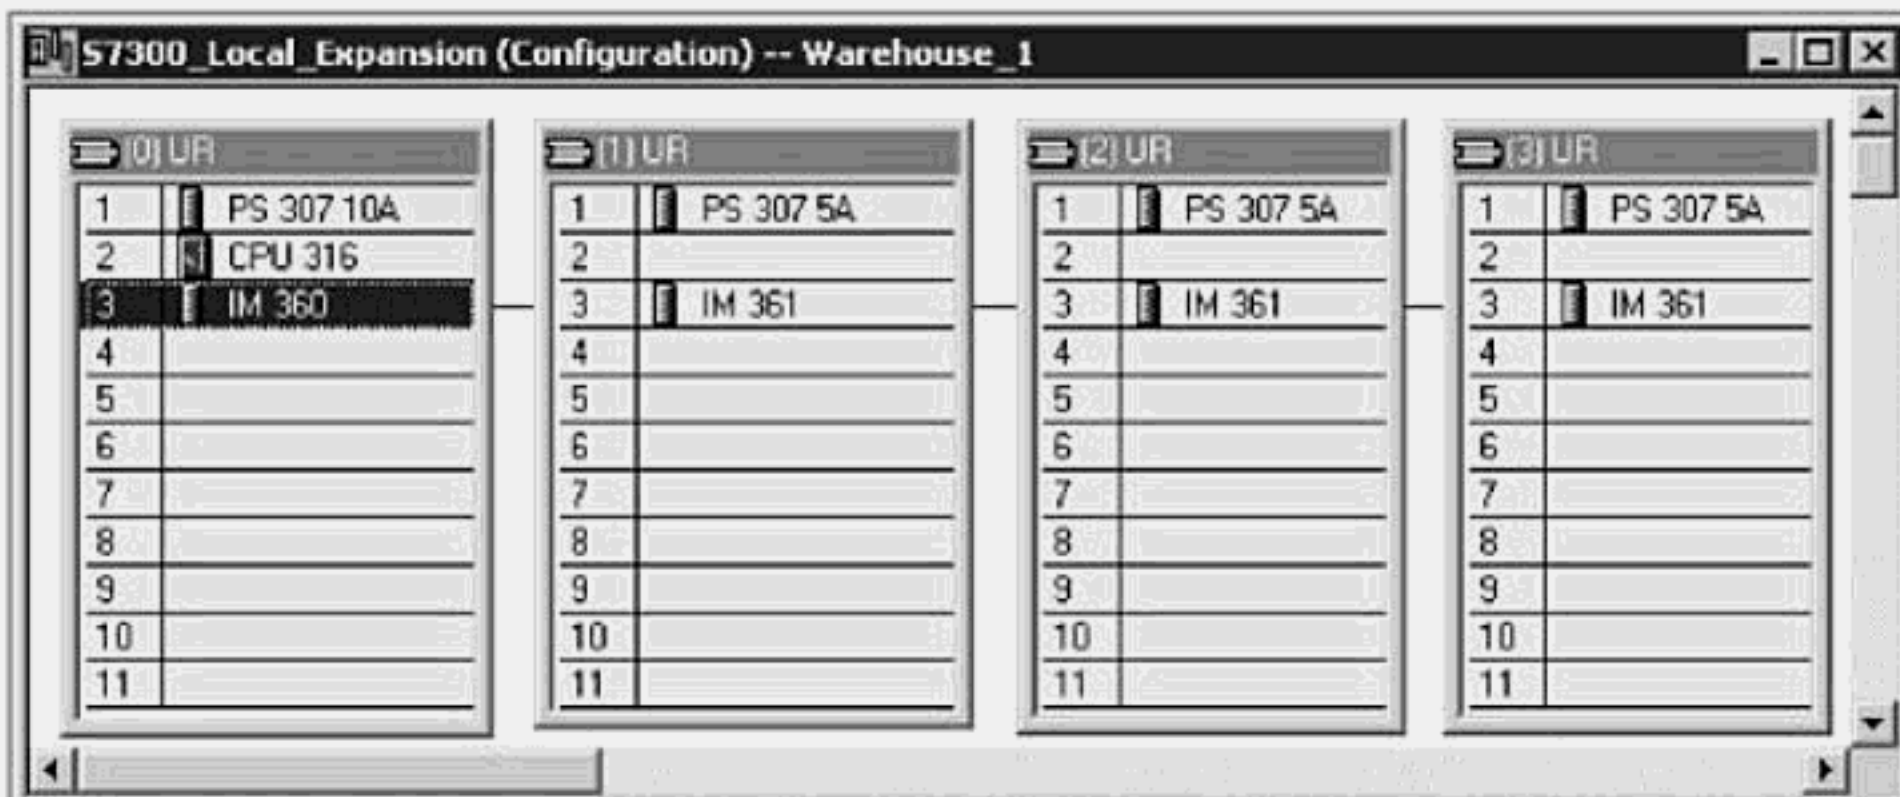 S7300_Local_Expansion (Configuration) -- Warehouse_1
(0) UR
1 PS 307 10A
2 CPU 316
3 IM 360
4
5
6
7
8
9
10
11
(1) UR
1 PS 307 5A
2
3 IM 361
4
5
6
7
8
9
10
11
(2) UR
1 PS 307 5A
2
3 IM 361
4
5
6
7
8
9
10
11
(3) UR
1 PS 307 5A
2
3 IM 361
4
5
6
7
8
9
10
11